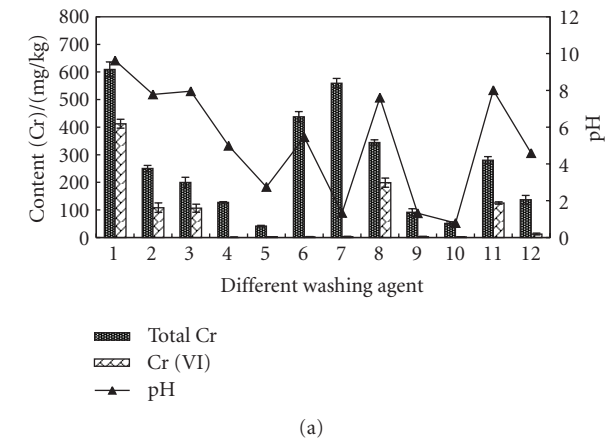 800
700
600
500
400
300
200
100
0
Content (Cr)/(mg/kg)
12
10
8
6
4
2
0
pH
1 2 3 4 5 6 7 8 9 10 11 12
Different washing agent
Total Cr
Cr (VI)
pH
(a)